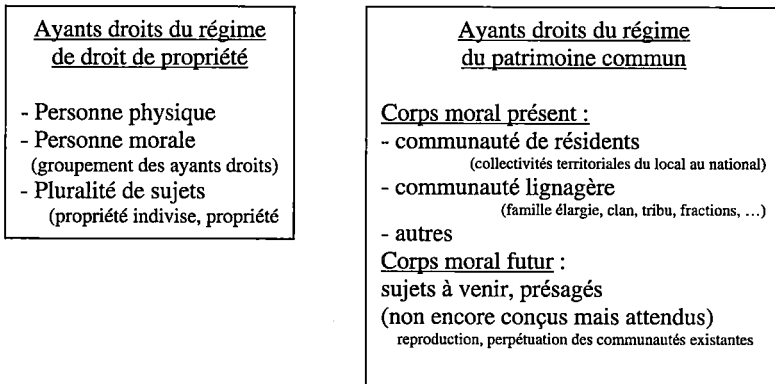 Ayants droits du régime
de droit de propriété
- Personne physique
- Personne morale
(groupement des ayants droits)
- Pluralité de sujets
(propriété indivise, propriété
Ayants droits du régime
du patrimoine commun
Corps moral présent :
- communauté de résidents
(collectivités territoriales du local au national)
- communauté lignagère
(famille élargie, clan, tribu, fractions, …)
- autres
Corps moral futur :
sujets à venir, présagés
(non encore conçus mais attendus)
reproduction, perpétuation des communautés existantes